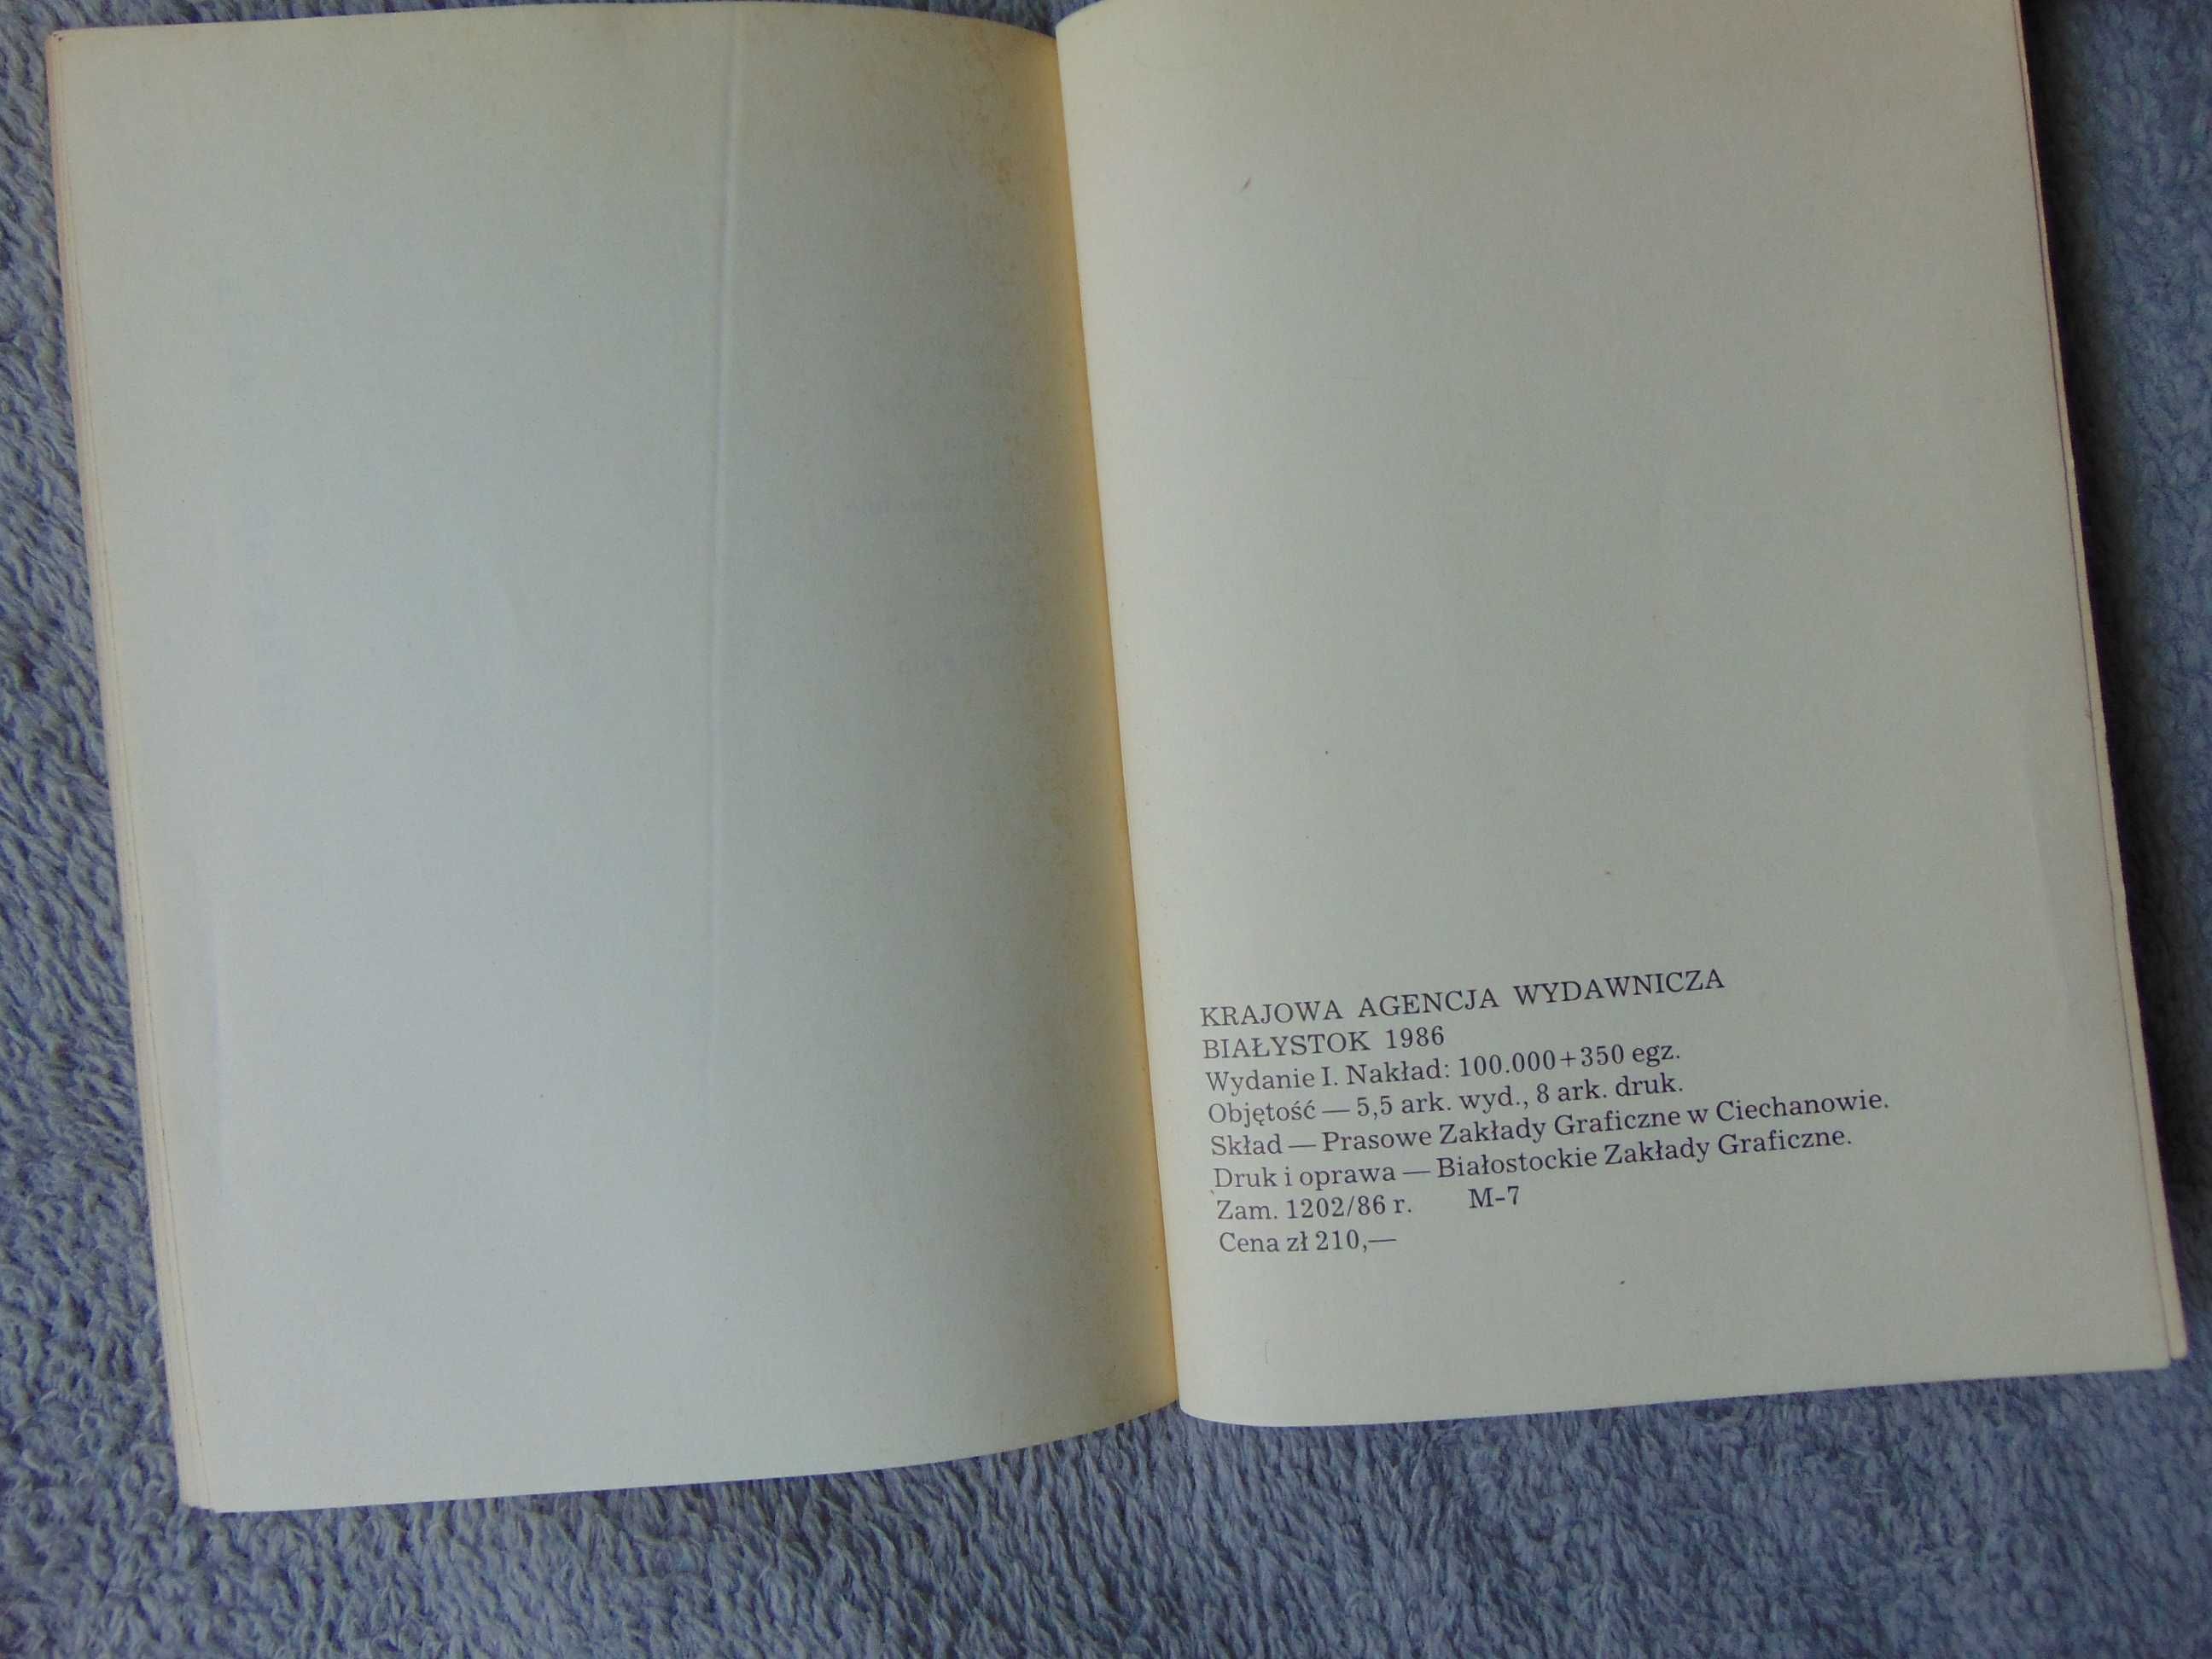 KRAJOWA AGENCJA WYDAWNICZA
BIAŁYSTOK 1986
Wydanie I. Nakład: 100.000+350 egz.
Objętość — 5,5 ark. wyd., 8 ark. druk.
Skład — Prasowe Zakłady Graficzne w Ciechanowie.
Druk i oprawa — Białostockie Zakłady Graficzne.
Zam. 1202/86 r. M-7
Cena zł 210,—